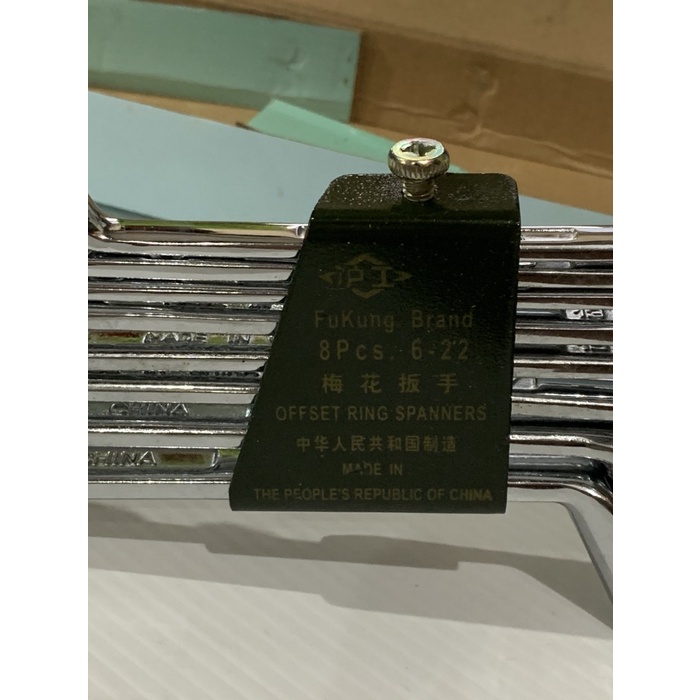 沪工
FuKung Brand
8Pcs. 6-22
梅花扳手
OFFSET RING SPANNERS
中华人民共和国制造
MADE IN
THE PEOPLE'S REPUBLIC OF CHINA
MADE IN
CHINA
CHINA